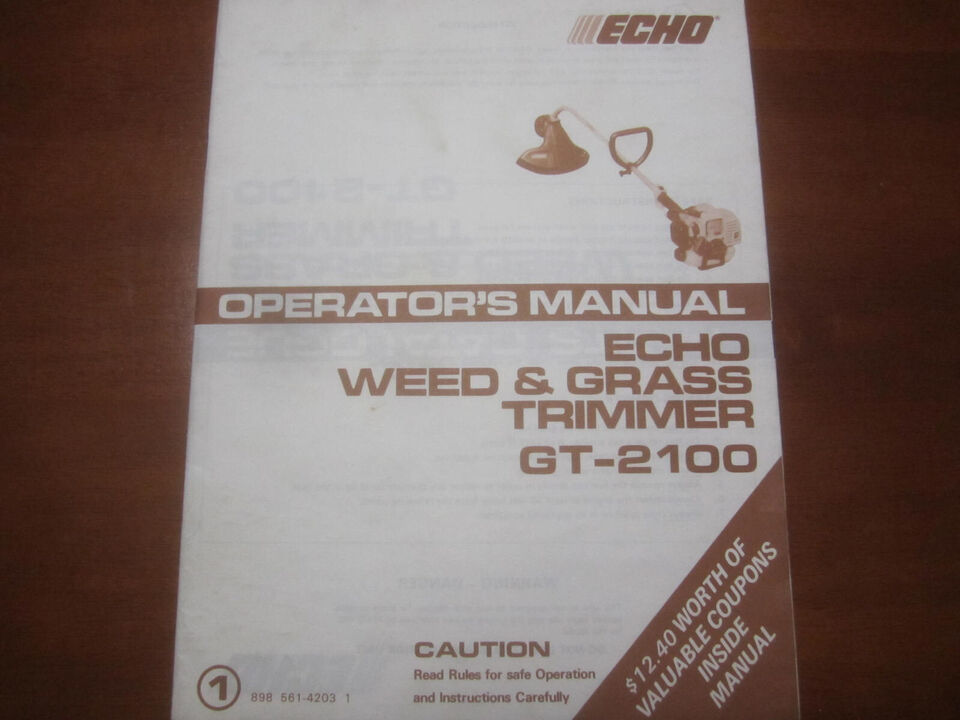 ECHO
OPERATOR'S MANUAL
ECHO
WEED & GRASS
TRIMMER
GT-2100
$12.40 WORTH OF
VALUABLE COUPONS
INSIDE
MANUAL
CAUTION
Read Rules for safe Operation
and Instructions Carefully
1
898 561-4203 1